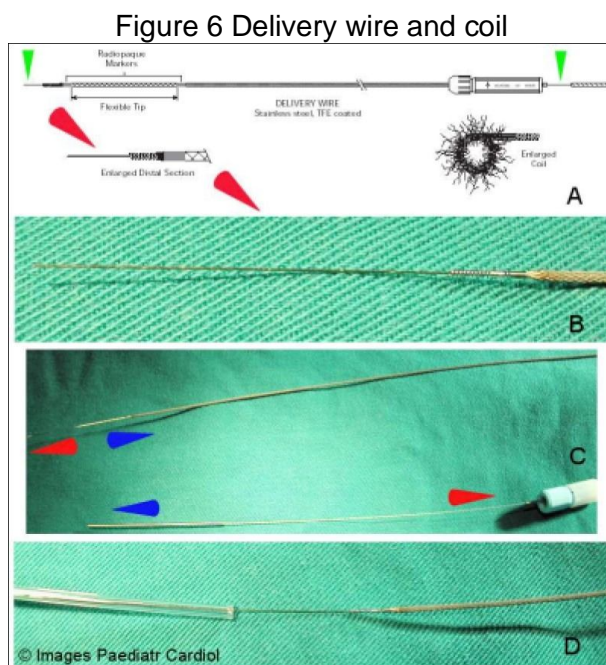 Figure 6 Delivery wire and coil
Radiopaque
Markers
Flexible Tip
DELIVERY WIRE
Stainless steel, TFE coated
Enlarged Distal Section
Enlarged
Coil
A
B
C
D
© Images Paediatr Cardiol